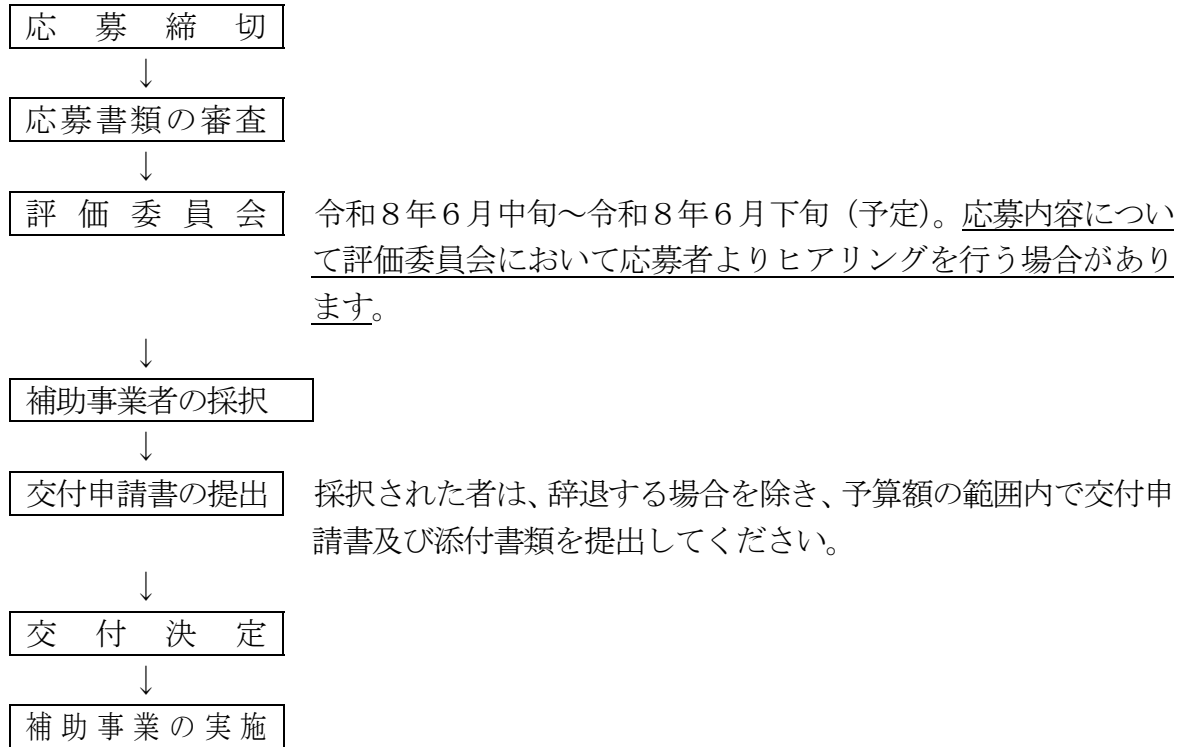 応募締切
↓
応募書類の審査
↓
評価委員会 令和８年６月中旬～令和８年６月下旬（予定）。応募内容につい
て評価委員会において応募者よりヒアリングを行う場合があり
ます。
↓
補助事業者の採択
↓
交付申請書の提出 採択された者は、辞退する場合を除き、予算額の範囲内で交付申
請書及び添付書類を提出してください。
↓
交付決定
↓
補助事業の実施